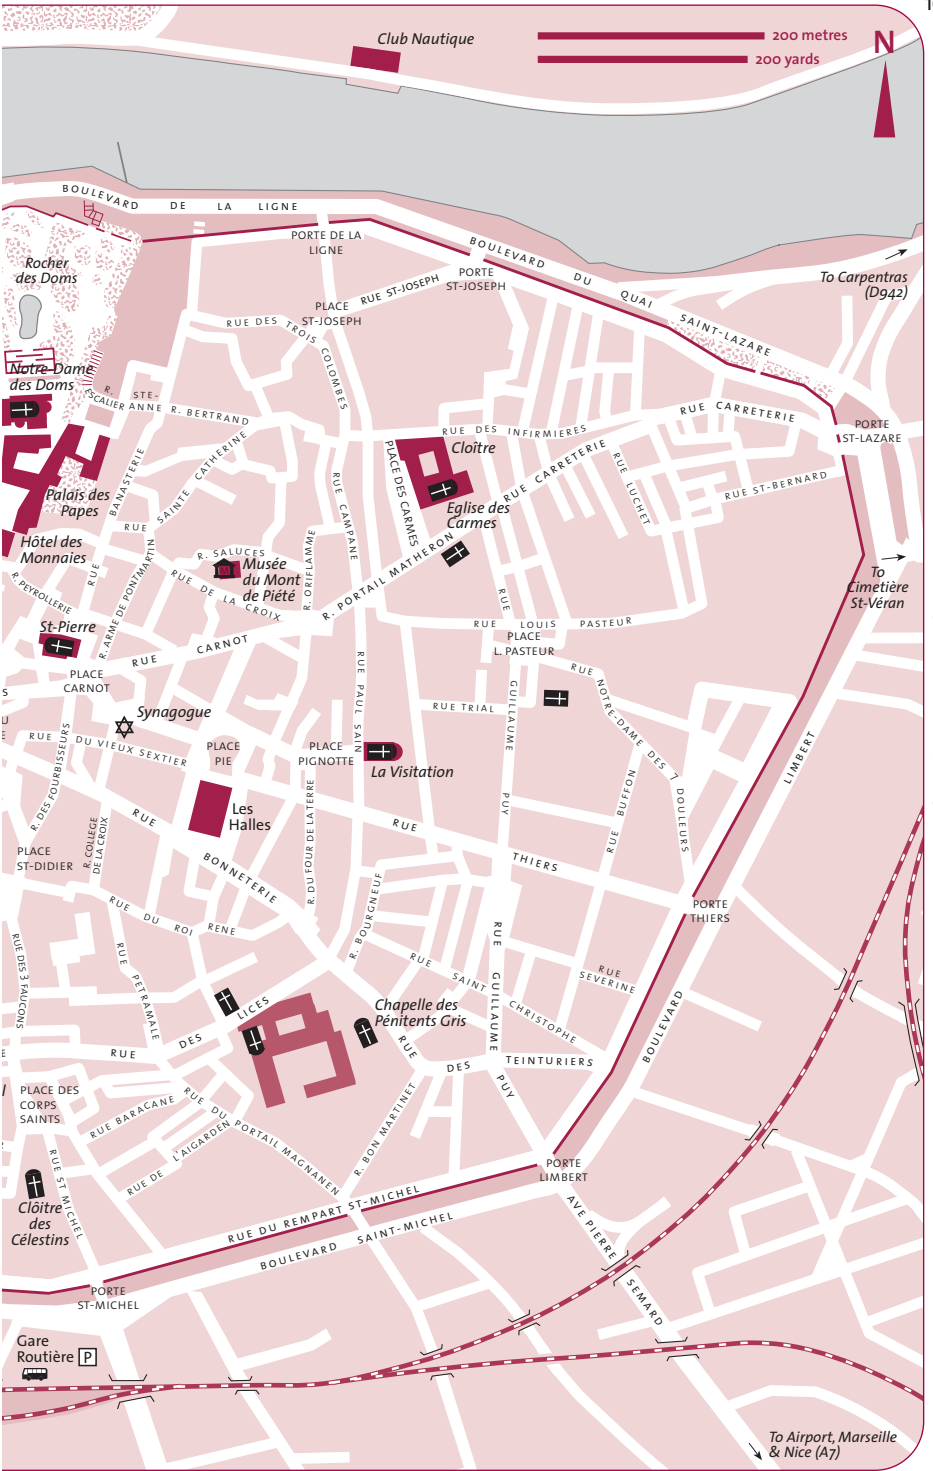 Club Nautique
200 metres
200 yards
N
BOULEVARD DE LA LIGNE
PORTE DE LA
LIGNE
BOULEVARD DU QUAI SAINT-LAZARE
PORTE
ST-JOSEPH
RUE ST-JOSEPH
PLACE
ST-JOSEPH
To Carpentras
(D942)
Rocher
des Doms
RUE DES TROIS COLOMBES
Notre-Dame
des Doms
R. STE-
ESCALIER ANNE R. BERTRAND
RUE DES INFIRMIERES
RUE CARRETERIE
PORTE
ST-LAZARE
Cloître
PLACE DES CARMES
RUE CARRETERIE
RUE LUCHET
RUE ST-BERNARD
Palais des
Papes
BANASTERIE
RUE
RUE SAINTE CATHERINE
RUE CAMPANE
Eglise des
Carmes
Hôtel des
Monnaies
R. SALUCES
Musée
du Mont
de Piété
M
R. ORIFLAMME
R. PORTAIL MATHERON
To
Cimetière
St-Véran
R. PEYROLLERIE
R. ARME DE PONTMARTIN
RUE DE LA CROIX
St-Pierre
RUE CARNOT
RUE LOUIS PASTEUR
PLACE
L. PASTEUR
PLACE
CARNOT
S
U
E
Synagogue
RUE PAUL SAIN
RUE TRIAL
RUE GUILLAUME PUY
RUE NOTRE-DAME DES 7 DOULEURS
RUE DU VIEUX SEXTIER
PLACE
PIE
PLACE
PIGNOTTE
La Visitation
LIMBERT
R. DES FOURBISSEURS
Les
Halles
RUE BONNETERIE
R. DU FOUR DE LA TERRE
RUE THIERS
RUE BUFFON
R. COLLEGE
DE LA CROIX
PLACE
ST-DIDIER
PORTE
THIERS
RUE DU ROI RENE
R. BOURGNEUF
RUE DES 3 FAUCONS
RUE PETRAMALE
RUE SAINT CHRISTOPHE
RUE GUILLAUME PUY
RUE
SEVERINE
BOULEVARD
RUE DES LICES
Chapelle des
Pénitents Gris
E
RUE DES TEINTURIERS
l
PLACE DES
CORPS
SAINTS
RUE BARACANE
RUE DU PORTAIL MAGNANEN
R. BON MARTINET
RUE DE L'AIGARDEN
RUE ST MICHEL
PORTE
LIMBERT
Clôitre
des
Célestins
RUE DU REMPART ST-MICHEL
BOULEVARD SAINT-MICHEL
AVE PIERRE SEMARD
PORTE
ST-MICHEL
Gare
Routière P
To Airport, Marseille
& Nice (A7)